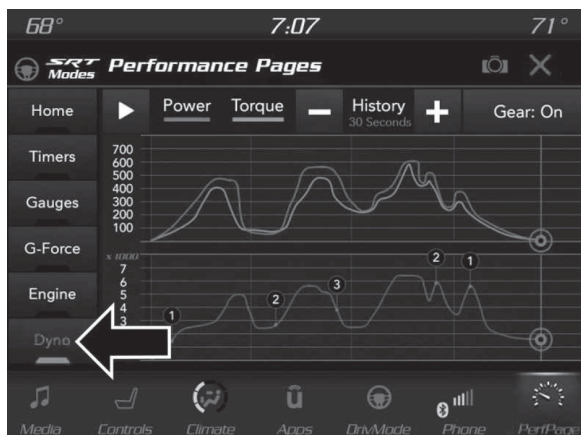 68° 7:07 71°
SRT Modes Performance Pages
Home Power Torque History 30 Seconds Gear: On
Timers
Gauges
G-Force
Engine
Dyno
700
600
500
400
300
200
100
x 1000
7
6
5
4
3
1
2
3
2
1
Media Controls Climate Apps DrvMode Phone PerfPage